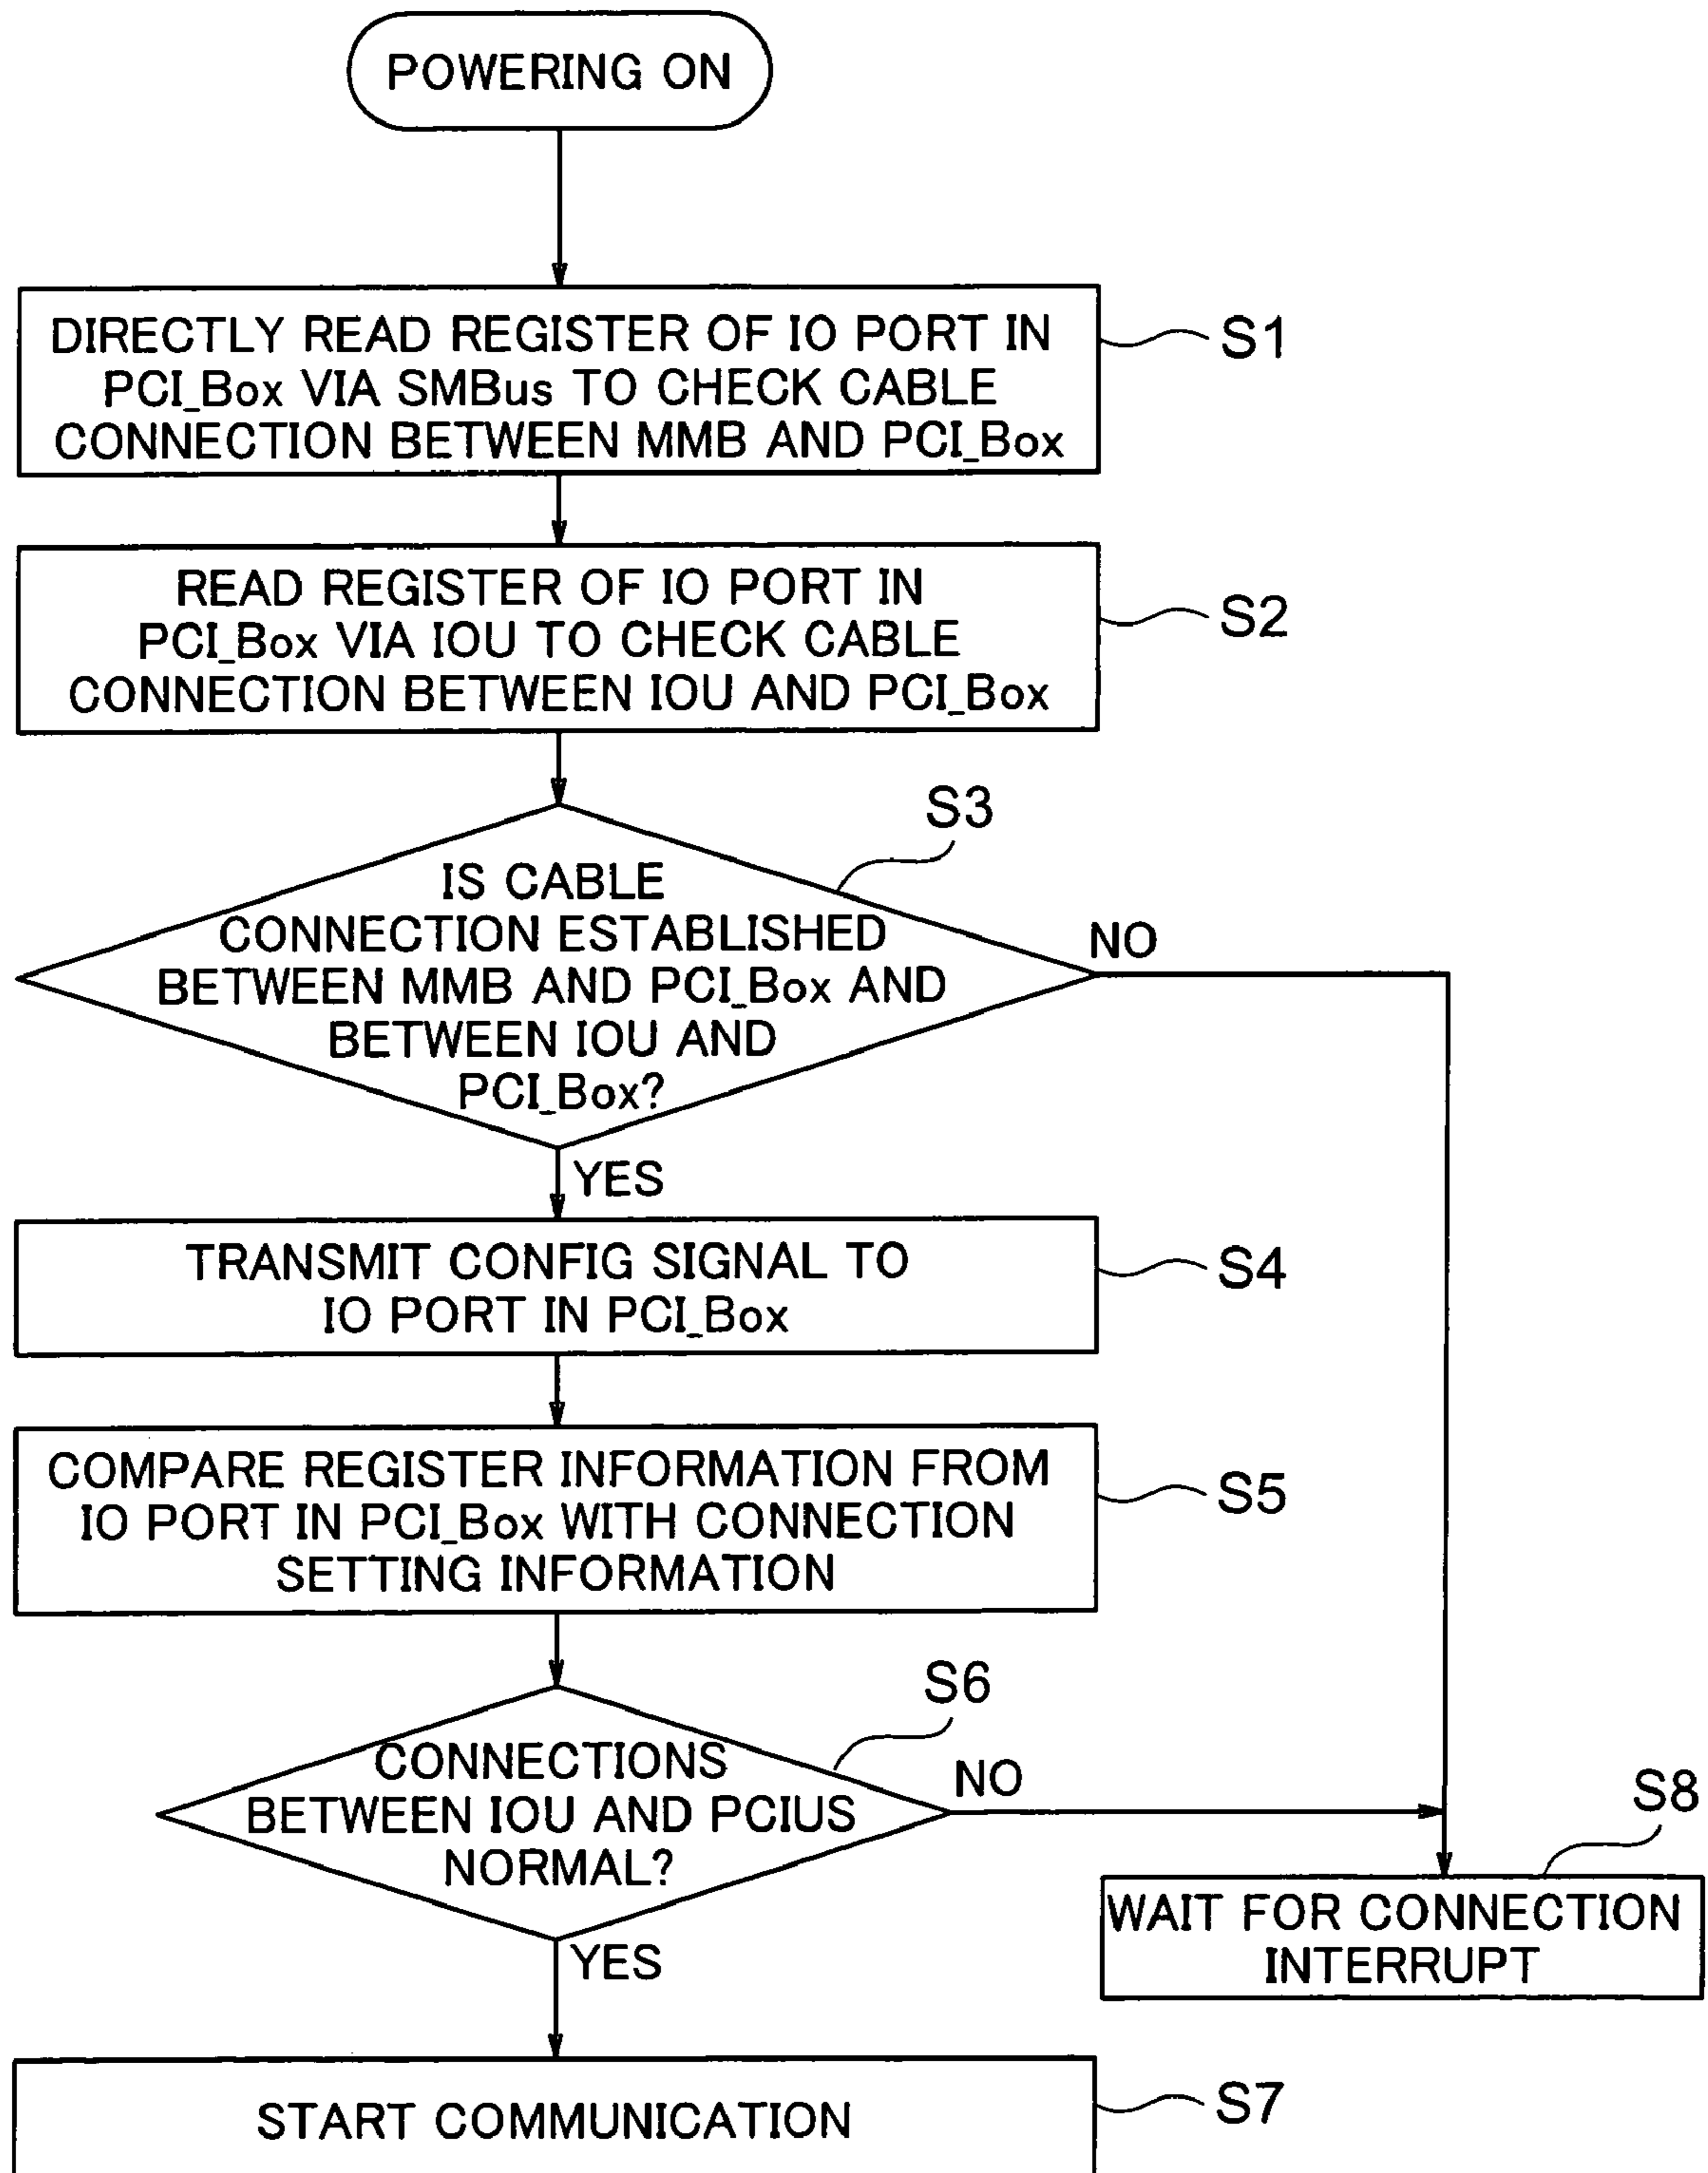 POWERING ON
DIRECTLY READ REGISTER OF IO PORT IN
PCI_Box VIA SMBus TO CHECK CABLE
CONNECTION BETWEEN MMB AND PCI_Box
S1
READ REGISTER OF IO PORT IN
PCI_Box VIA IOU TO CHECK CABLE
CONNECTION BETWEEN IOU AND PCI_Box
S2
S3
IS CABLE
CONNECTION ESTABLISHED
BETWEEN MMB AND PCI_Box AND
BETWEEN IOU AND
PCI_Box?
NO
YES
TRANSMIT CONFIG SIGNAL TO
IO PORT IN PCI_Box
S4
COMPARE REGISTER INFORMATION FROM
IO PORT IN PCI_Box WITH CONNECTION
SETTING INFORMATION
S5
S6
CONNECTIONS
BETWEEN IOU AND PCIUS
NORMAL?
NO
YES
S8
WAIT FOR CONNECTION
INTERRUPT
START COMMUNICATION
S7